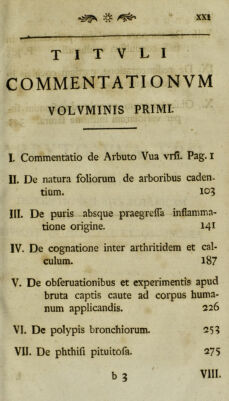 XXI
TITVLI
COMMENTATIONVM
VOLVMINIS PRIMI.
I. Commentatio de Arbuto Vua vrſi. Pag. 1
II. De natura foliorum de arboribus caden-
tium. 103
III. De puris absque praegreſſa inflamma-
tione origine. 141
IV. De cognatione inter arthritidem et cal-
culum. 187
V. De obſeruationibus et experimentis apud
bruta captis caute ad corpus huma-
num applicandis. 226
VI. De polypis bronchiorum. 253
VII. De phthiſi pituitoſa. 275
b 3 VIII.